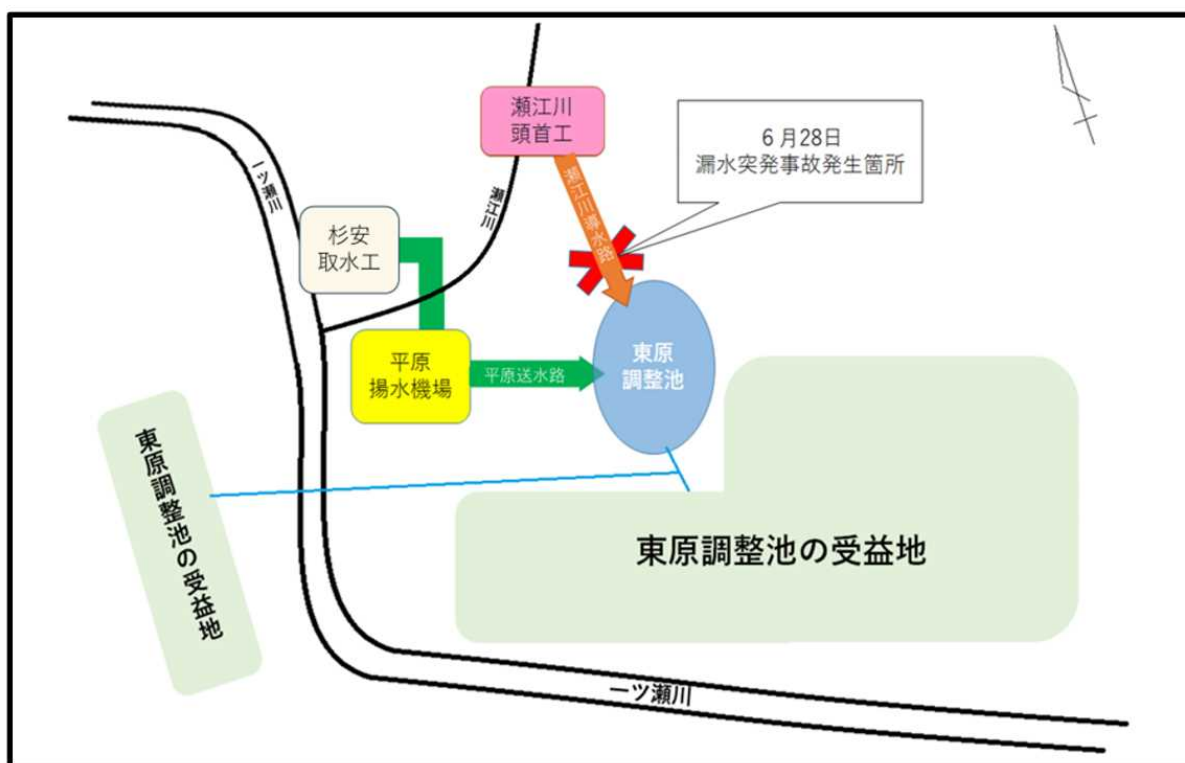 瀬江川
頭首工
6月28日
漏水突発事故発生箇所
一ツ瀬川
瀬江川
瀬江川導水路
杉安
取水工
平原
揚水機場
平原送水路
東原
調整池
東原調整池の受益地
東原調整池の受益地
一ツ瀬川